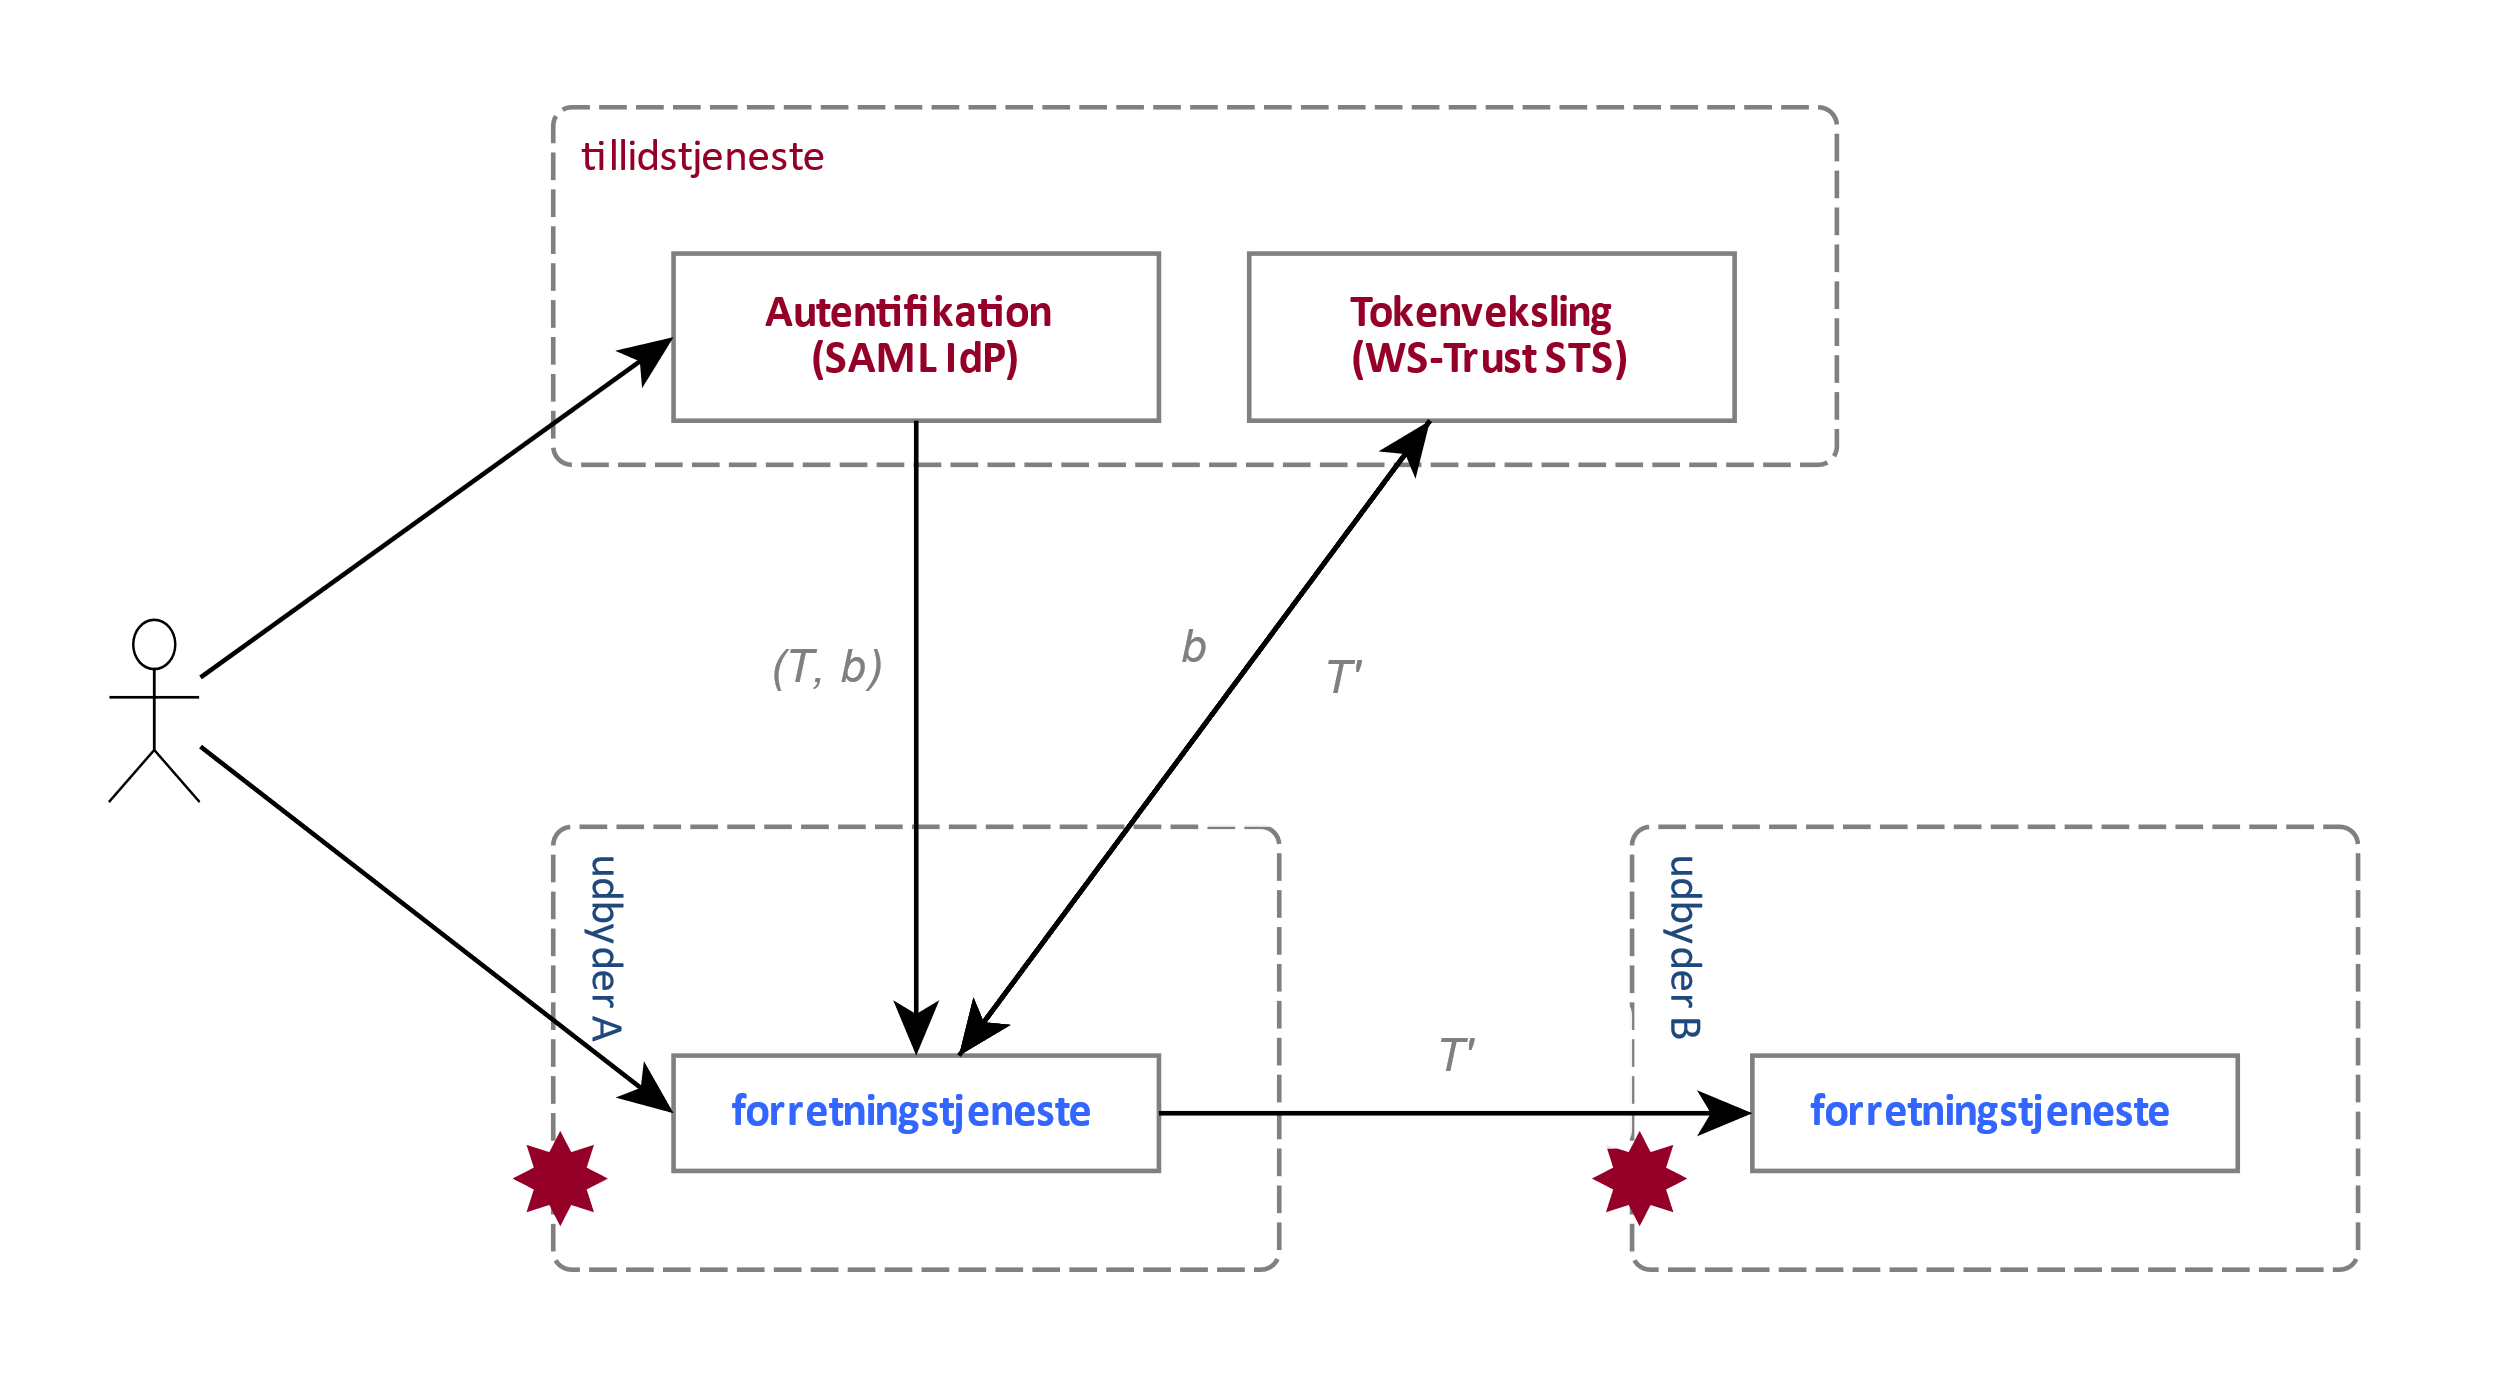 tillidstjeneste
Autentifikation
(SAML IdP)
Tokenveksling
(WS-Trust STS)
(T, b)
b
T'
udbyder A
forretningstjeneste
T'
udbyder B
forretningstjeneste